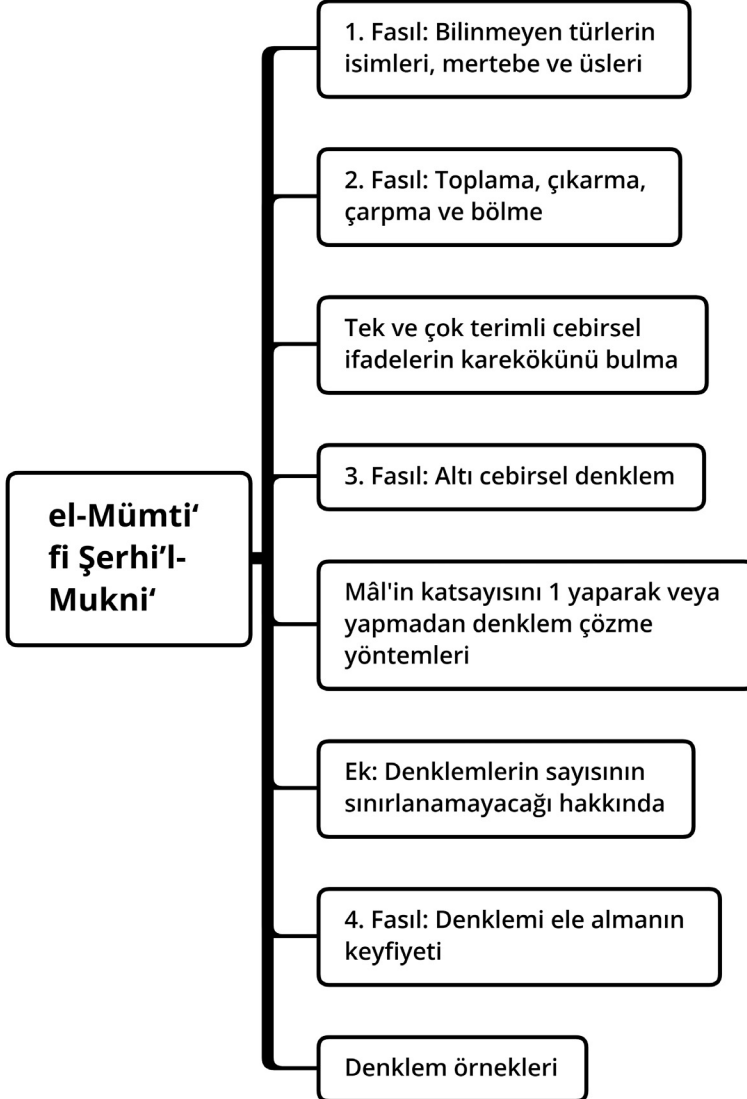 1. Fasıl: Bilinmeyen türlerin
isimleri, mertebe ve üsleri
2. Fasıl: Toplama, çıkarma,
çarpma ve bölme
Tek ve çok terimli cebirsel
ifadelerin karekökünü bulma
3. Fasıl: Altı cebirsel denklem
el-Mümti‘
fi Şerhi’l-
Mukni‘
Mâl'in katsayısını 1 yaparak veya
yapmadan denklem çözme
yöntemleri
Ek: Denklemlerin sayısının
sınırlanamayacağı hakkında
4. Fasıl: Denklemi ele almanın
keyfiyeti
Denklem örnekleri